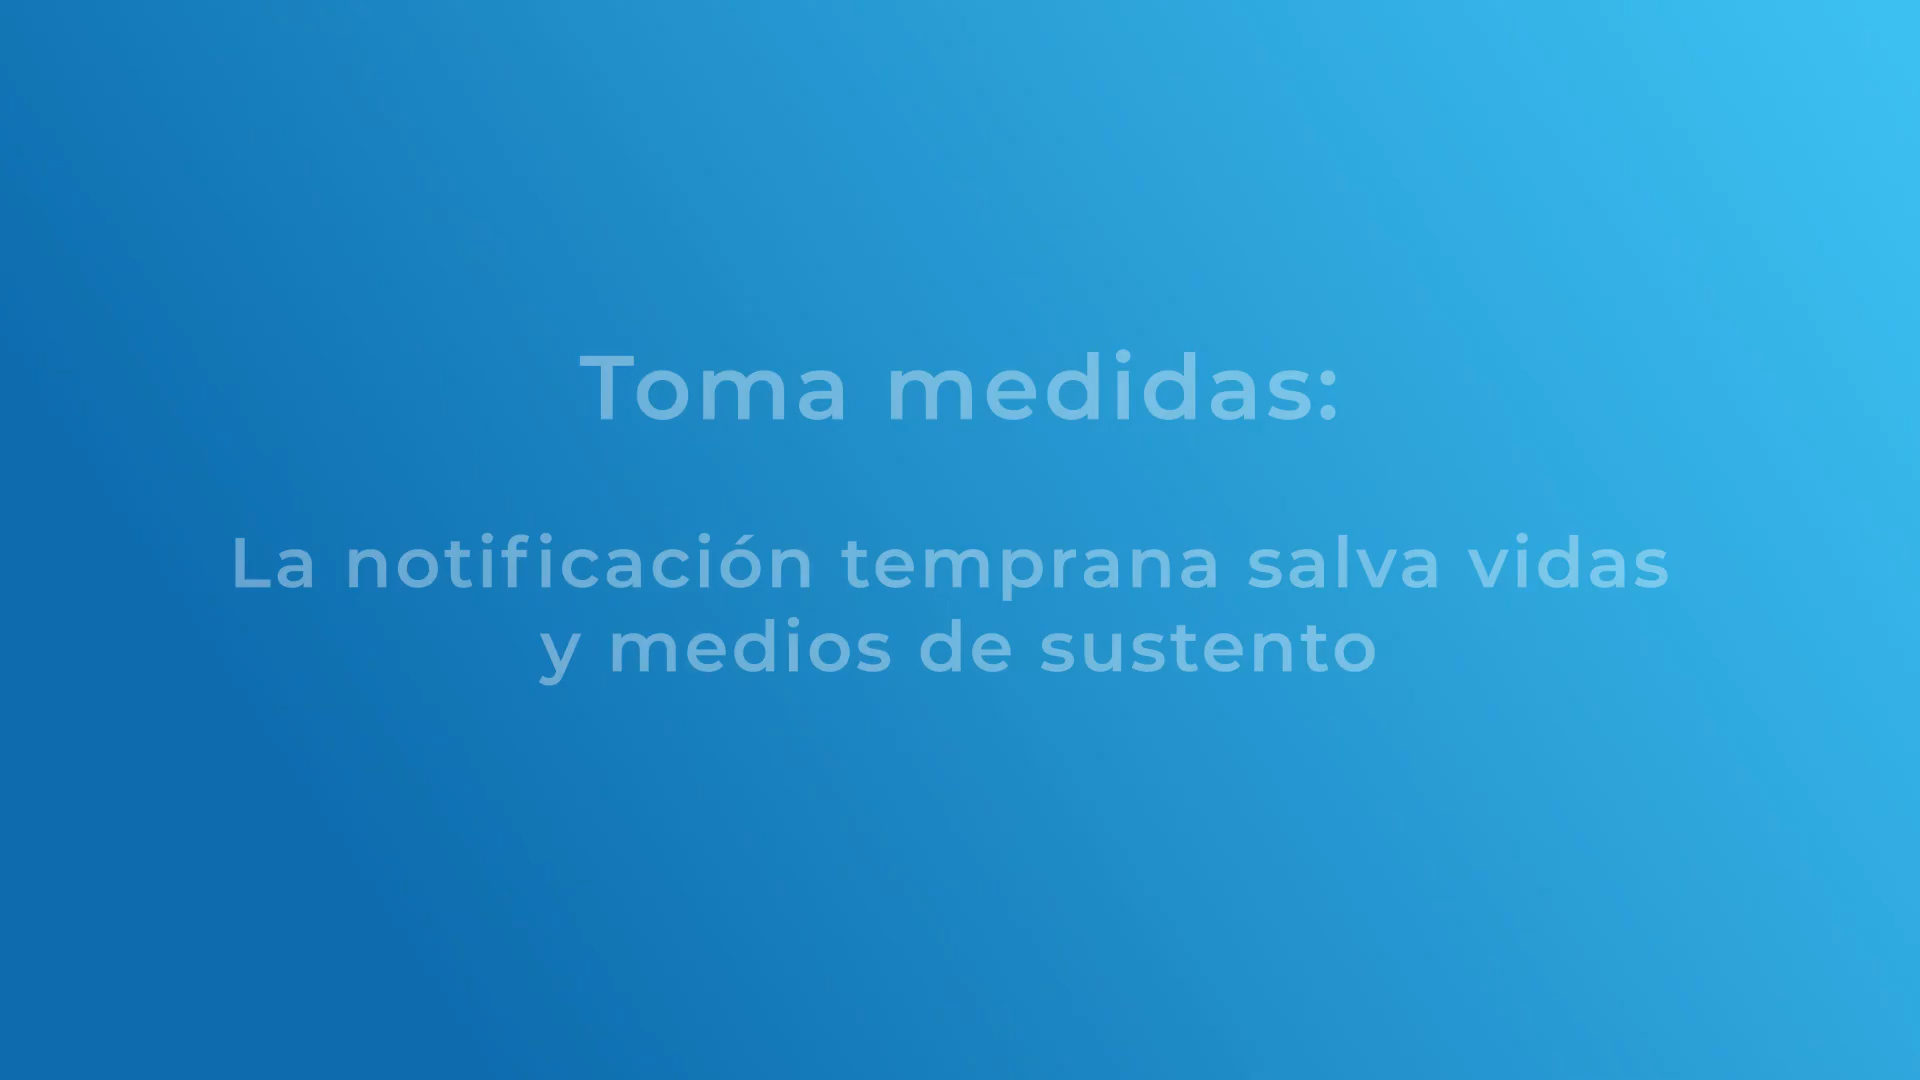 Toma medidas:
La notificación temprana salva vidas
y medios de sustento